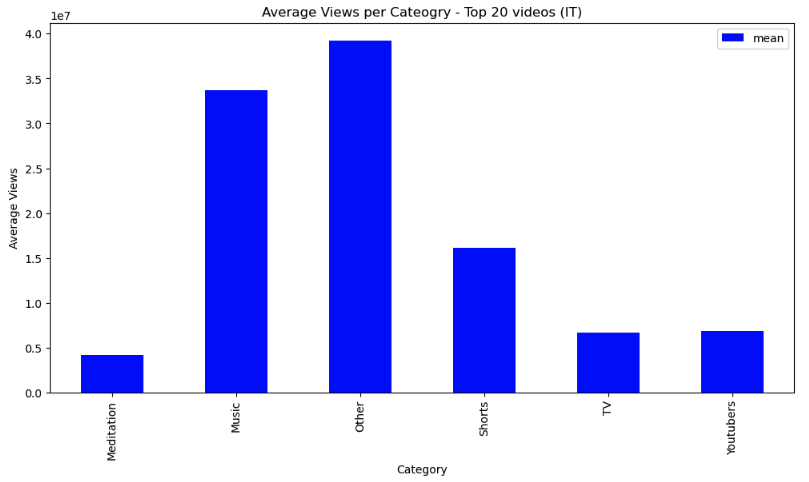 Average Views per Cateogry - Top 20 videos (IT)
1e7
mean
4.0
3.5
3.0
2.5
2.0
1.5
1.0
0.5
0.0
Average Views
Meditation
Music
Other
Shorts
TV
Youtubers
Category